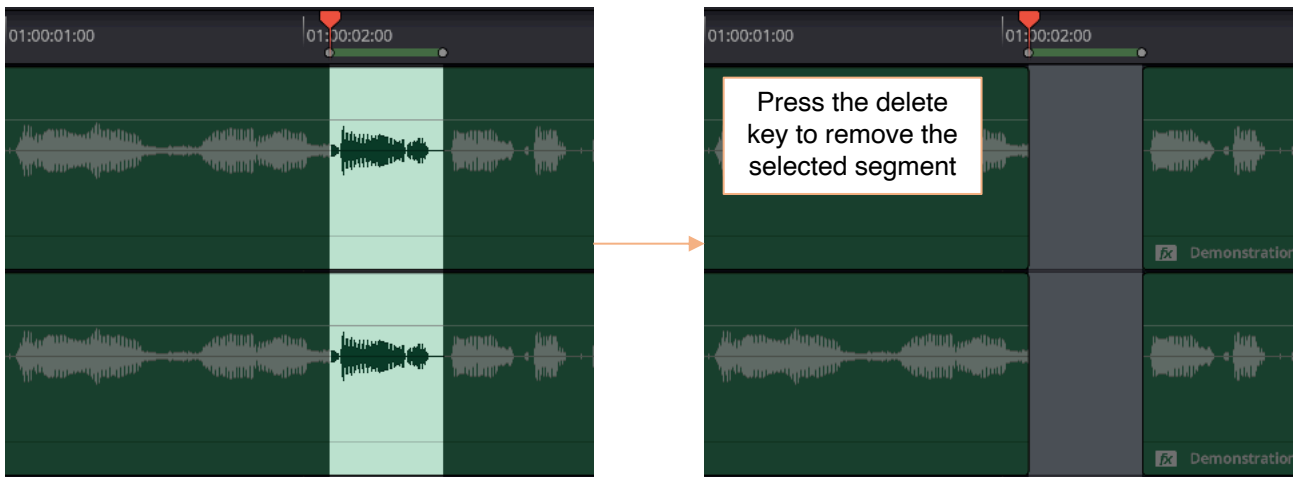 01:00:01:00
01:00:02:00
01:00:01:00
01:00:02:00
Press the delete
key to remove the
selected segment
fx Demonstration
fx Demonstration